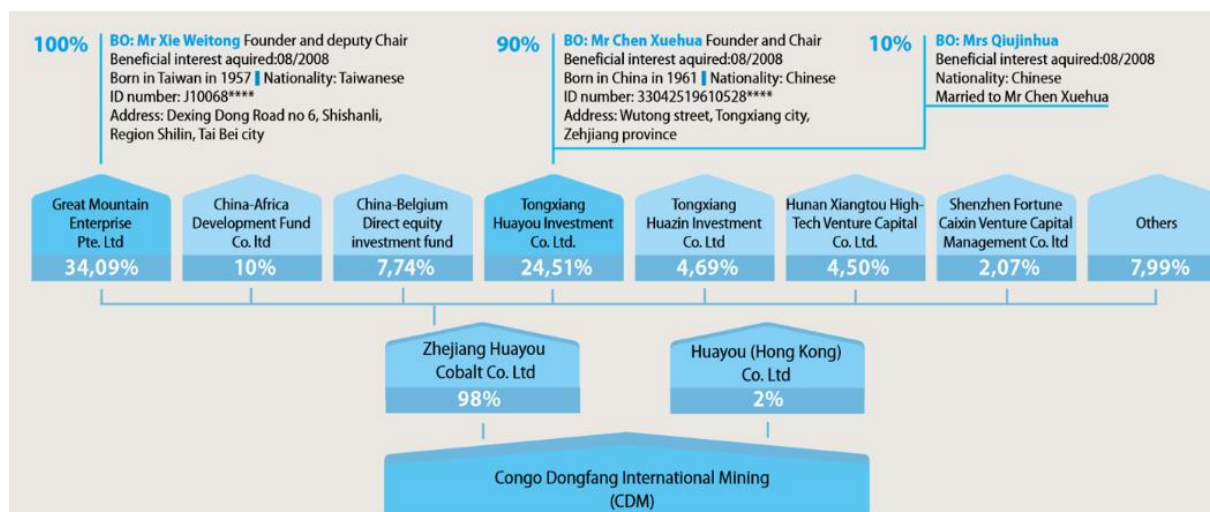 100%
BO: Mr Xie Weitong Founder and deputy Chair
Beneficial interest aquired:08/2008
Born in Taiwan in 1957 | Nationality: Taiwanese
ID number: J10068****
Address: Dexing Dong Road no 6, Shishanli,
Region Shilin, Tai Bei city
90%
BO: Mr Chen Xuehua Founder and Chair
Beneficial interest aquired:08/2008
Born in China in 1961 | Nationality: Chinese
ID number: 33042519610528****
Address: Wutong street, Tongxiang city,
Zehjiang province
10%
BO: Mrs Qiujinhua
Beneficial interest aquired:08/2008
Nationality: Chinese
Married to Mr Chen Xuehua
Great Mountain
Enterprise
Pte. Ltd
34,09%
China-Africa
Development Fund
Co. ltd
10%
China-Belgium
Direct equity
investment fund
7,74%
Tongxiang
Huayou Investment
Co. Ltd.
24,51%
Tongxiang
Huazin Investment
Co. Ltd
4,69%
Hunan Xiangtou High-
Tech Venture Capital
Co. Ltd.
4,50%
Shenzhen Fortune
Caixin Venture Capital
Management Co. ltd
2,07%
Others
7,99%
Zhejiang Huayou
Cobalt Co. Ltd
98%
Huayou (Hong Kong)
Co. Ltd
2%
Congo Dongfang International Mining
(CDM)